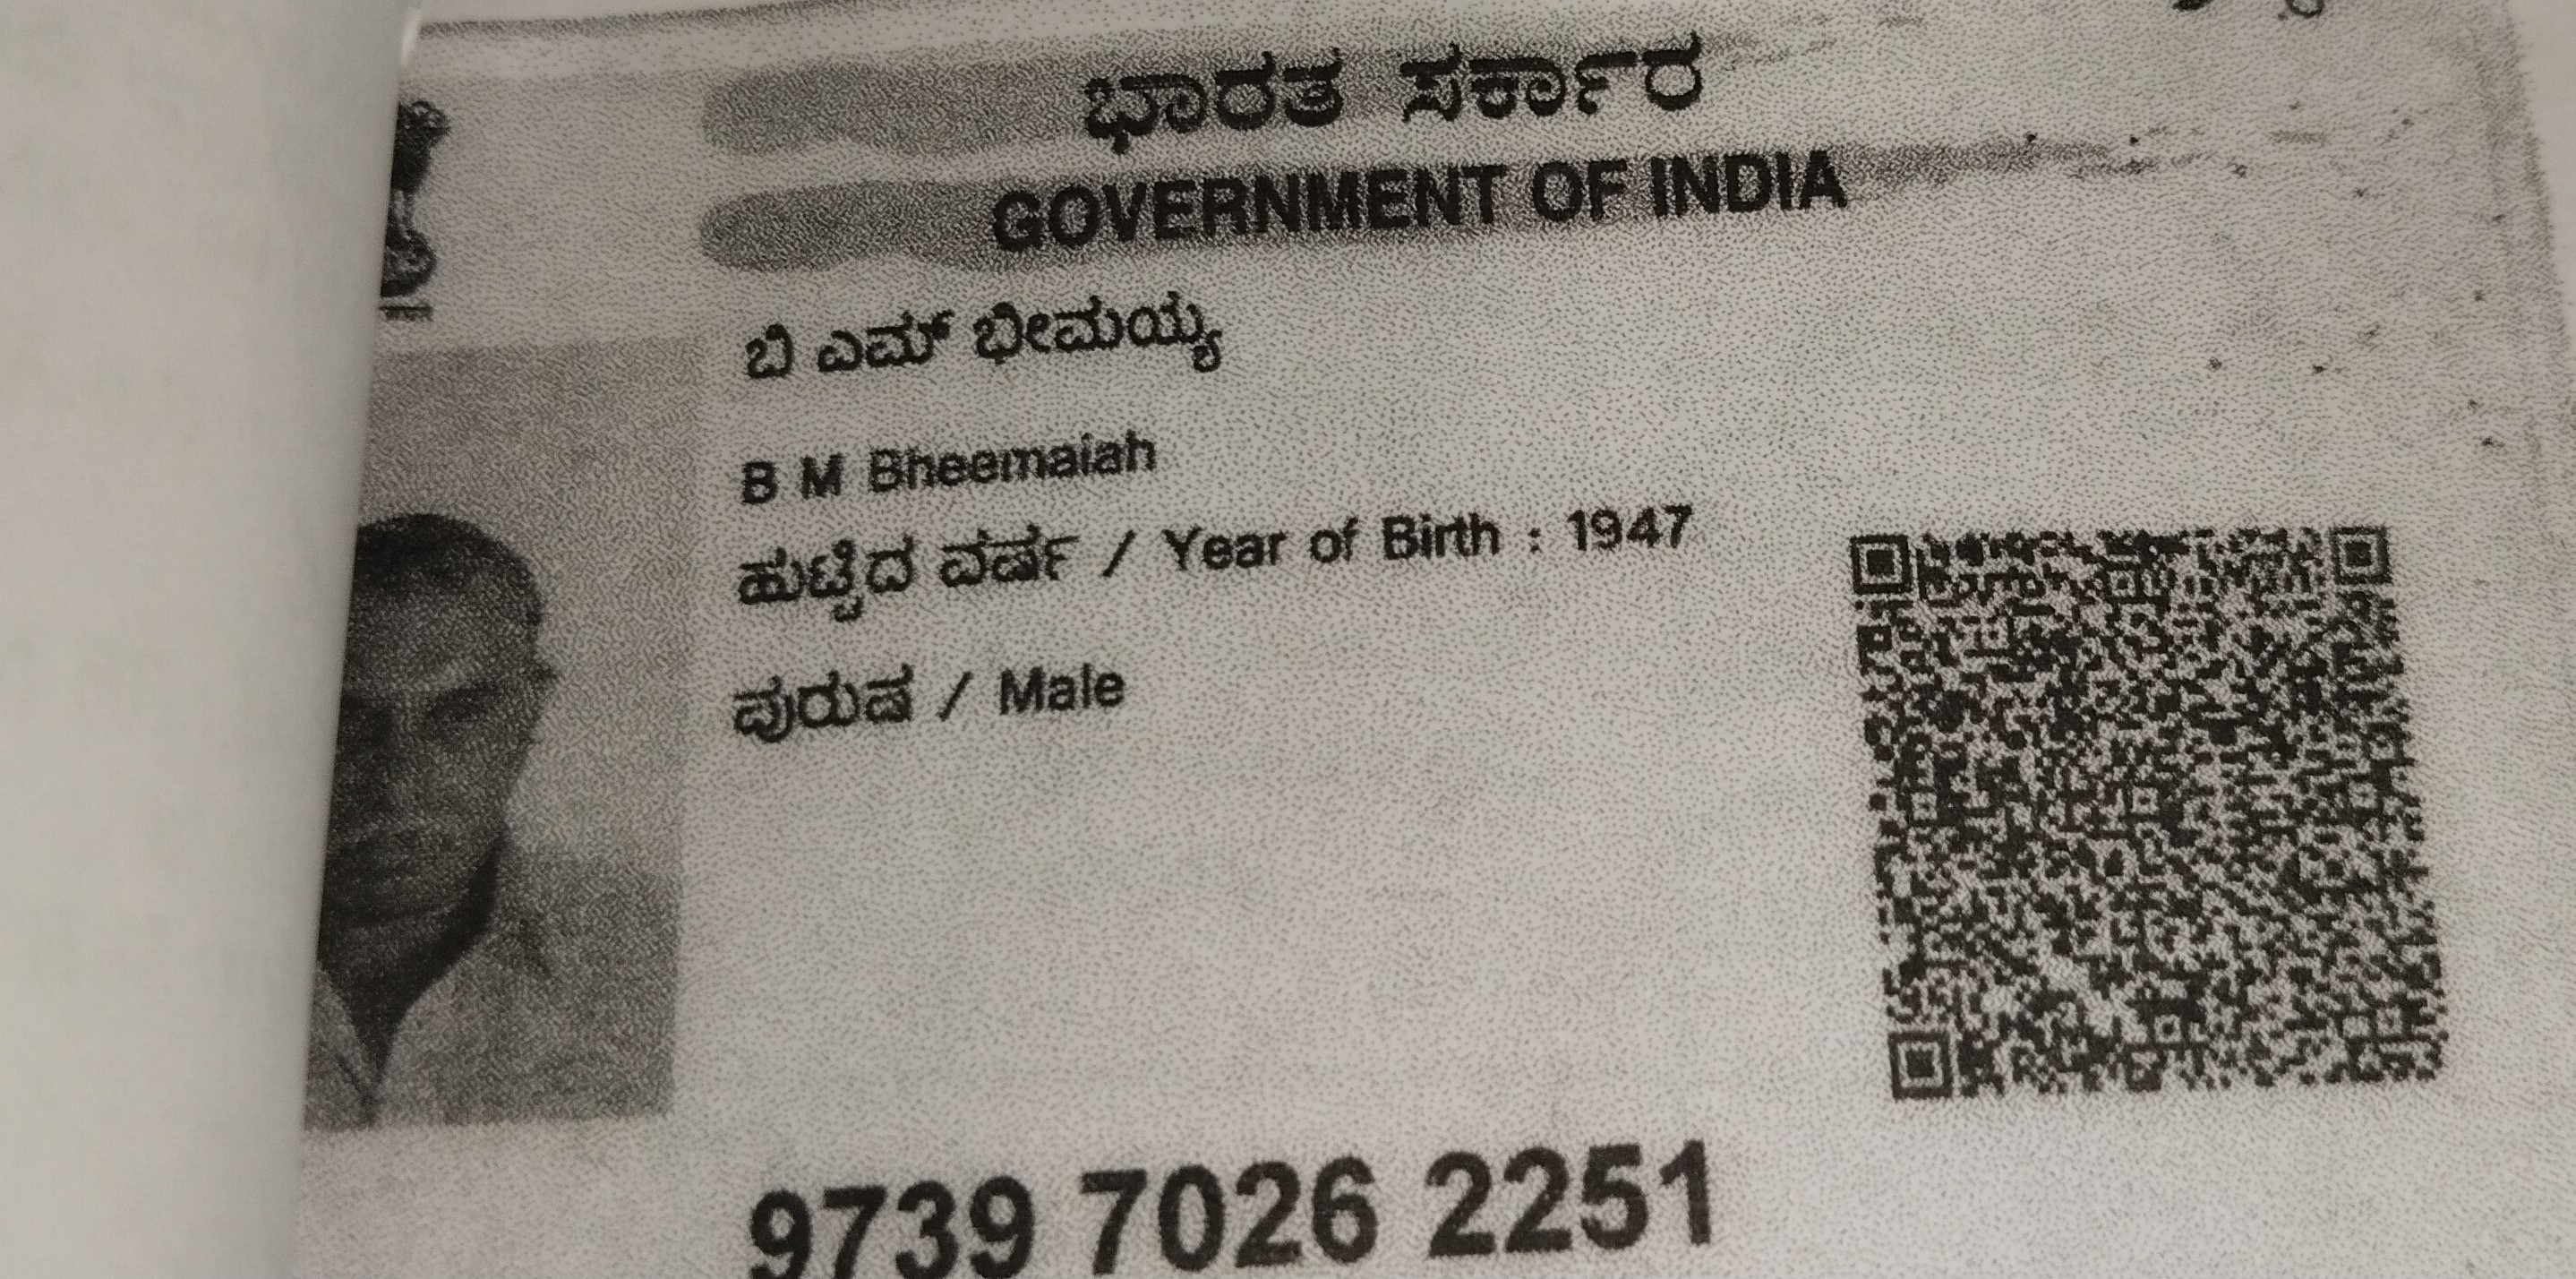 ಭಾರತ ಸರ್ಕಾರ
GOVERNMENT OF INDIA
ಬಿ ಎಮ್ ಭೀಮಯ್ಯ
B M Bheemaiah
ಹುಟ್ಟಿದ ವರ್ಷ / Year of Birth : 1947
ಪುರುಷ / Male
9739 7026 2251